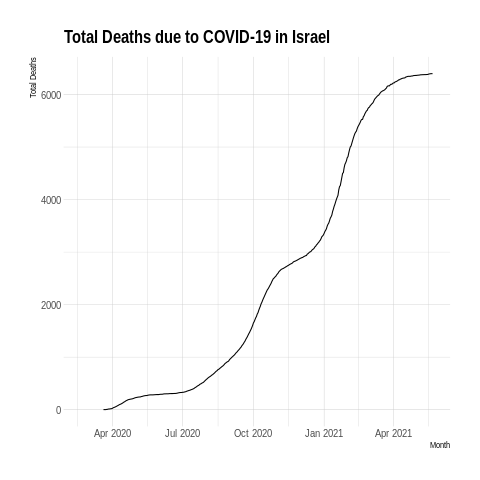 Total Deaths due to COVID-19 in Israel
Total Deaths
6000
4000
2000
0
Apr 2020 Jul 2020 Oct 2020 Jan 2021 Apr 2021
Month